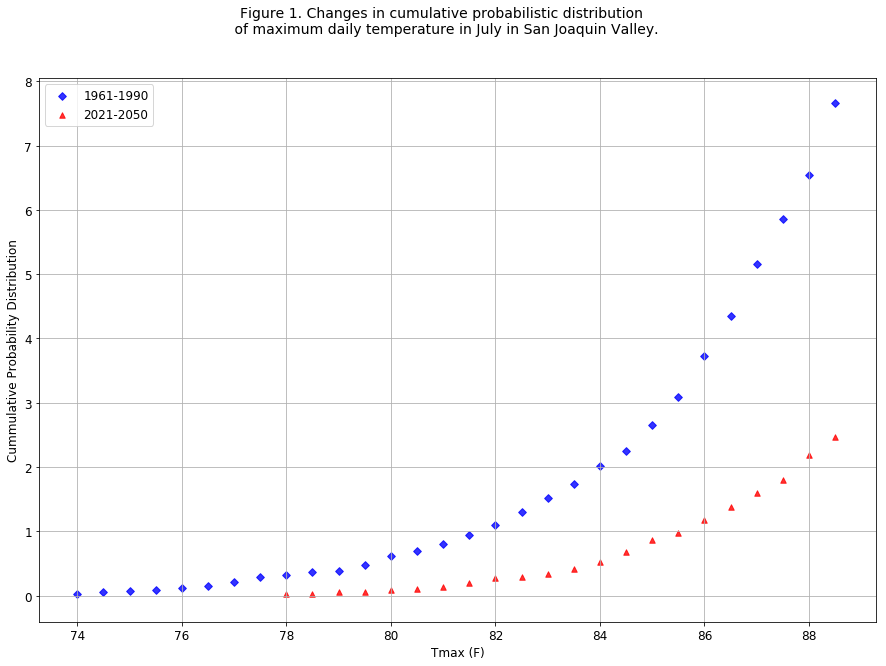 Figure 1. Changes in cumulative probabilistic distribution
of maximum daily temperature in July in San Joaquin Valley.
8
1961-1990
2021-2050
7
6
5
4
3
2
1
0
Cummulative Probability Distribution
74 76 78 80 82 84 86 88
Tmax (F)